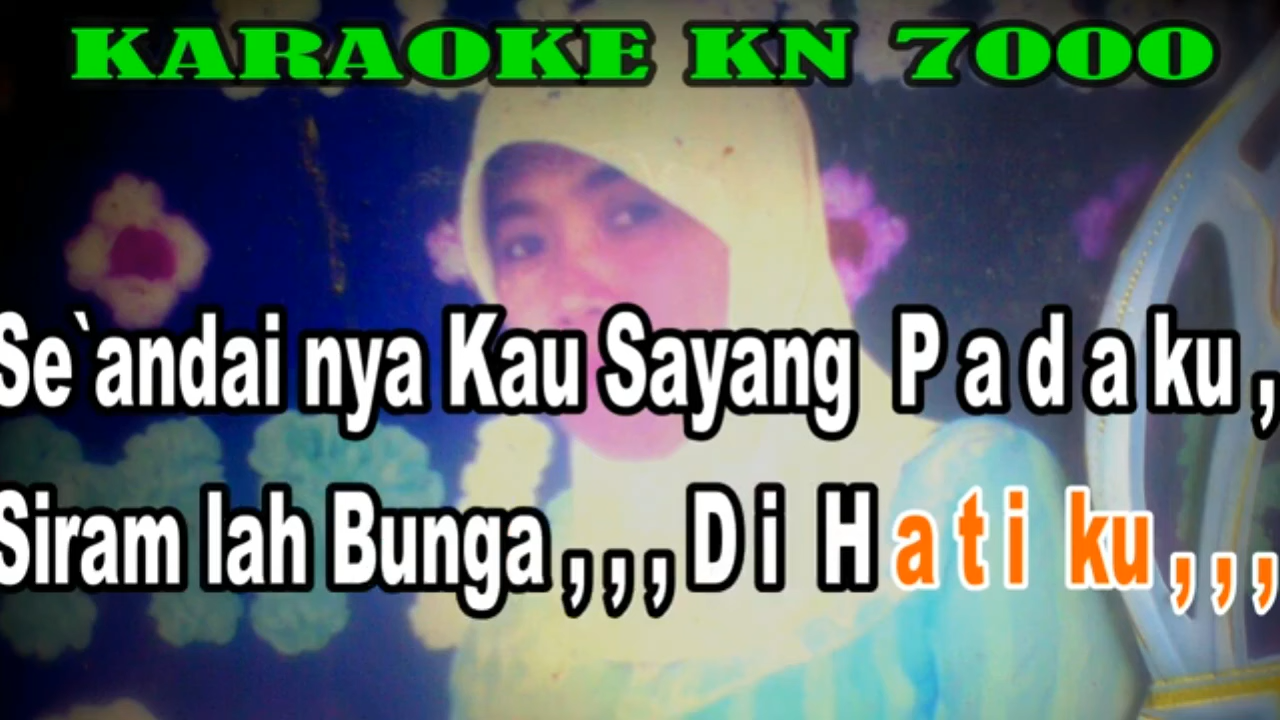 KARAOKE KN 7000
Se`andai nya Kau Sayang P a d a ku ,
Siram lah Bunga , , , D i H a t i ku , , ,